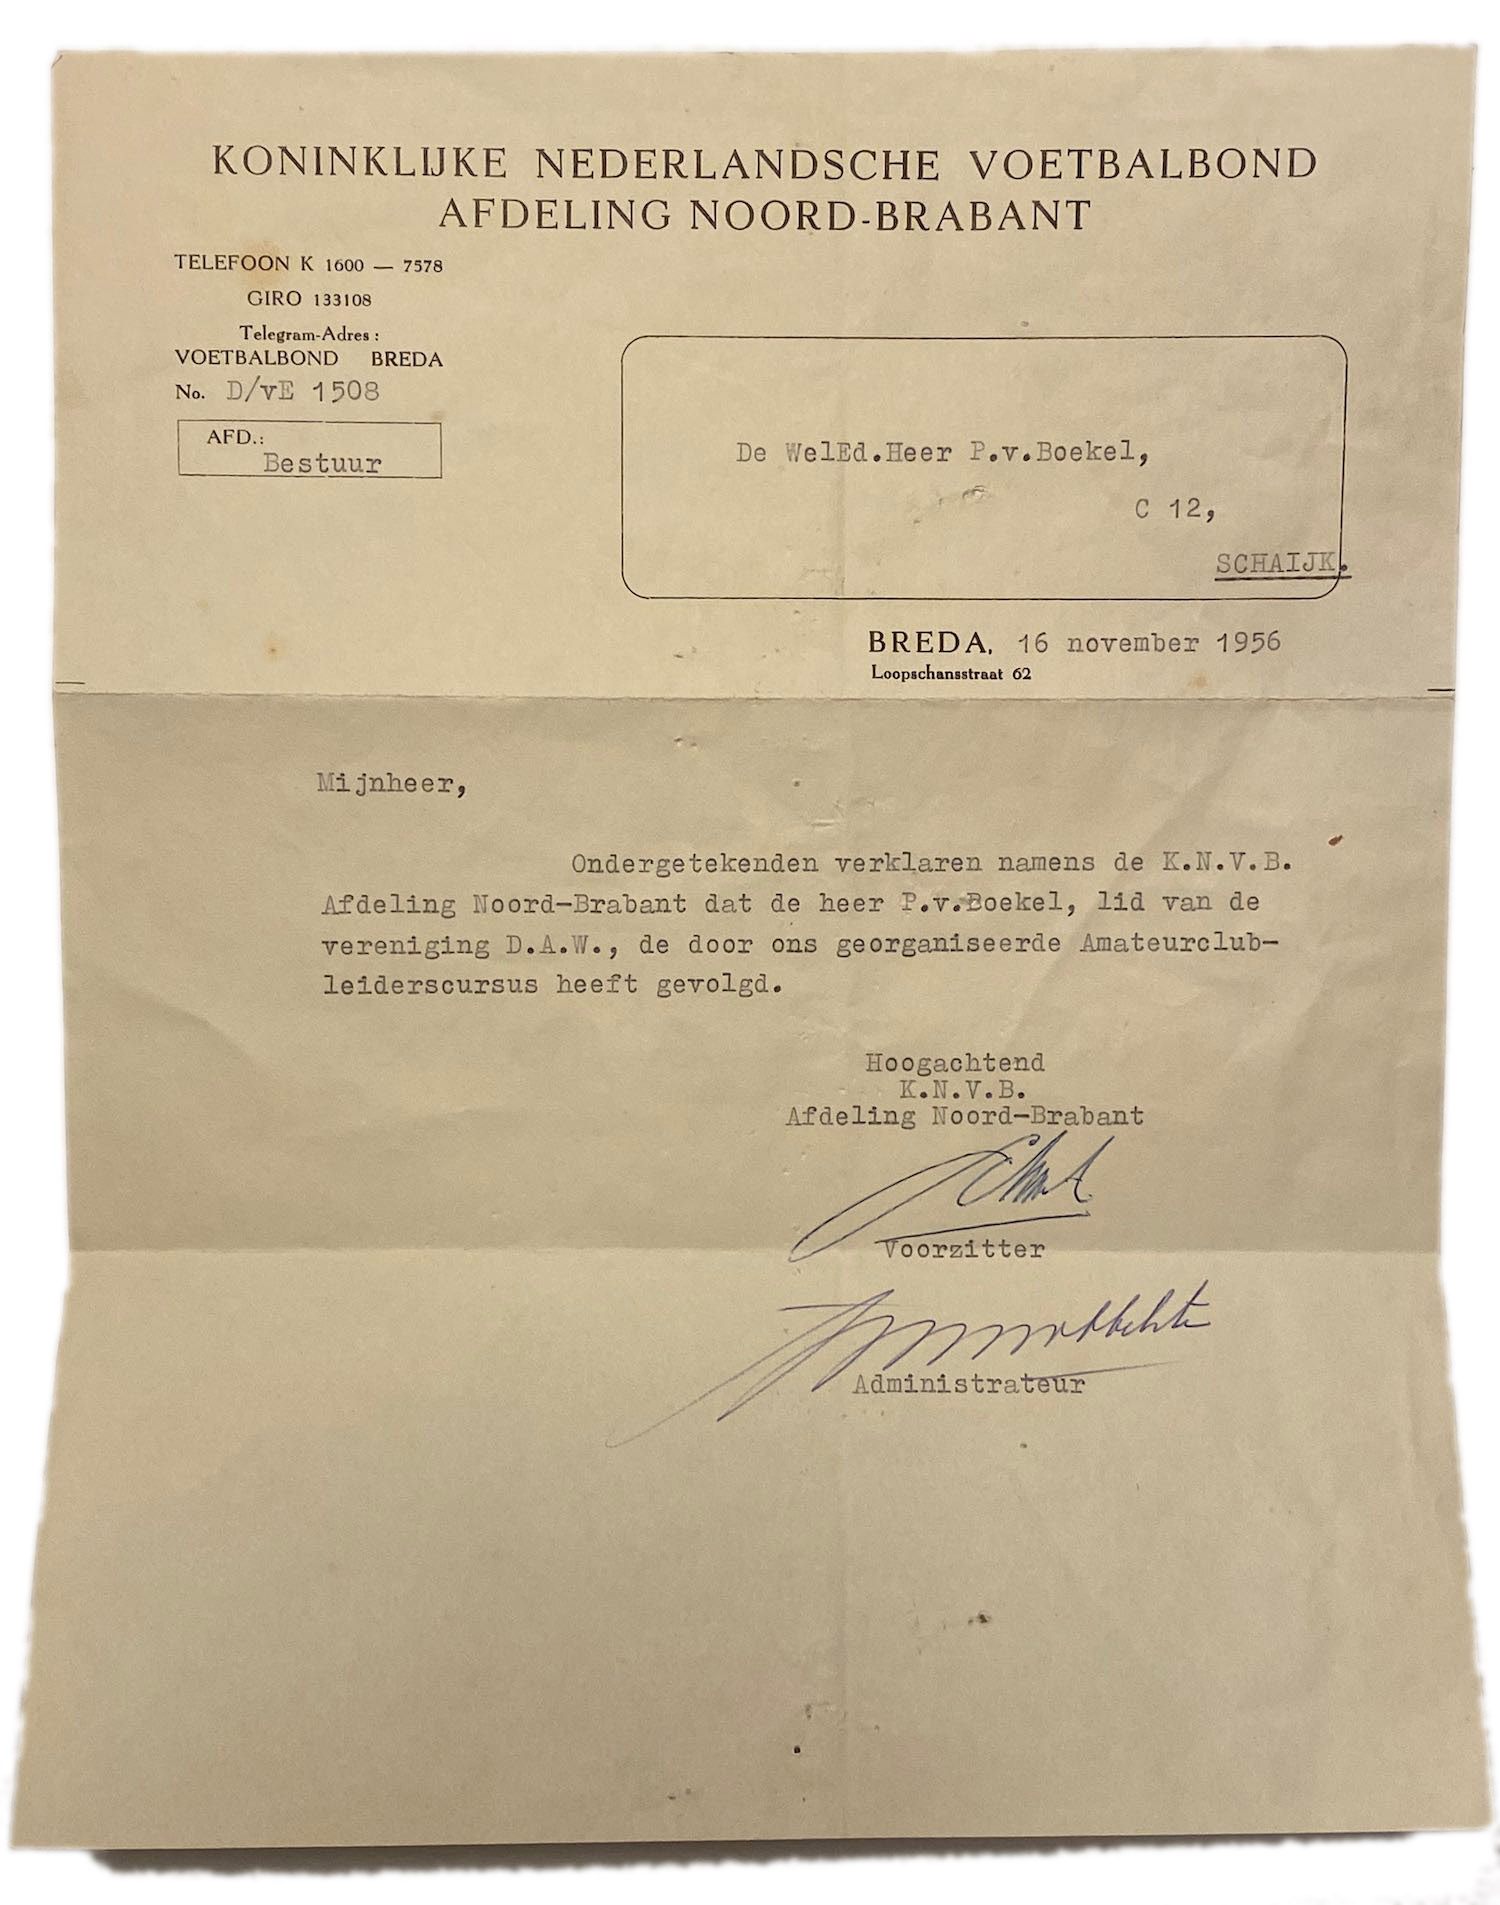 KONINKLIJKE NEDERLANDSCHE VOETBALBOND
AFDELING NOORD-BRABANT
TELEFOON K 1600 — 7578
GIRO 133108
Telegram-Adres :
VOETBALBOND BREDA
No. D/vE 1508
AFD.:
Bestuur
De WelEd.Heer P.v.Boekel,
C 12,
SCHAIJK.
BREDA, 16 november 1956
Loopschansstraat 62
Mijnheer,
Ondergetekenden verklaren namens de K.N.V.B.
Afdeling Noord-Brabant dat de heer P.v.Boekel, lid van de
vereniging D.A.W., de door ons georganiseerde Amateurclub-
leiderscursus heeft gevolgd.
Hoogachtend
K.N.V.B.
Afdeling Noord-Brabant
Voorzitter
Administrateur